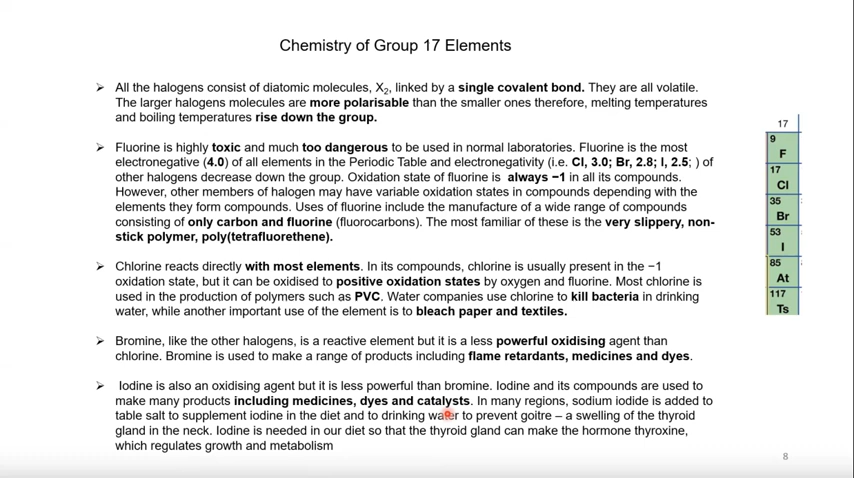 Chemistry of Group 17 Elements
➢ All the halogens consist of diatomic molecules, X₂, linked by a single covalent bond. They are all volatile.
The larger halogens molecules are more polarisable than the smaller ones therefore, melting temperatures
and boiling temperatures rise down the group.
➢ Fluorine is highly toxic and much too dangerous to be used in normal laboratories. Fluorine is the most
electronegative (4.0) of all elements in the Periodic Table and electronegativity (i.e. Cl, 3.0; Br, 2.8; I, 2.5; ) of
other halogens decrease down the group. Oxidation state of fluorine is always −1 in all its compounds.
However, other members of halogen may have variable oxidation states in compounds depending with the
elements they form compounds. Uses of fluorine include the manufacture of a wide range of compounds
consisting of only carbon and fluorine (fluorocarbons). The most familiar of these is the very slippery, non-
stick polymer, poly(tetrafluorethene).
➢ Chlorine reacts directly with most elements. In its compounds, chlorine is usually present in the −1
oxidation state, but it can be oxidised to positive oxidation states by oxygen and fluorine. Most chlorine is
used in the production of polymers such as PVC. Water companies use chlorine to kill bacteria in drinking
water, while another important use of the element is to bleach paper and textiles.
➢ Bromine, like the other halogens, is a reactive element but it is a less powerful oxidising agent than
chlorine. Bromine is used to make a range of products including flame retardants, medicines and dyes.
➢ Iodine is also an oxidising agent but it is less powerful than bromine. Iodine and its compounds are used to
make many products including medicines, dyes and catalysts. In many regions, sodium iodide is added to
table salt to supplement iodine in the diet and to drinking water to prevent goitre – a swelling of the thyroid
gland in the neck. Iodine is needed in our diet so that the thyroid gland can make the hormone thyroxine,
which regulates growth and metabolism
17
9
F
17
Cl
35
Br
53
I
85
At
117
Ts
8